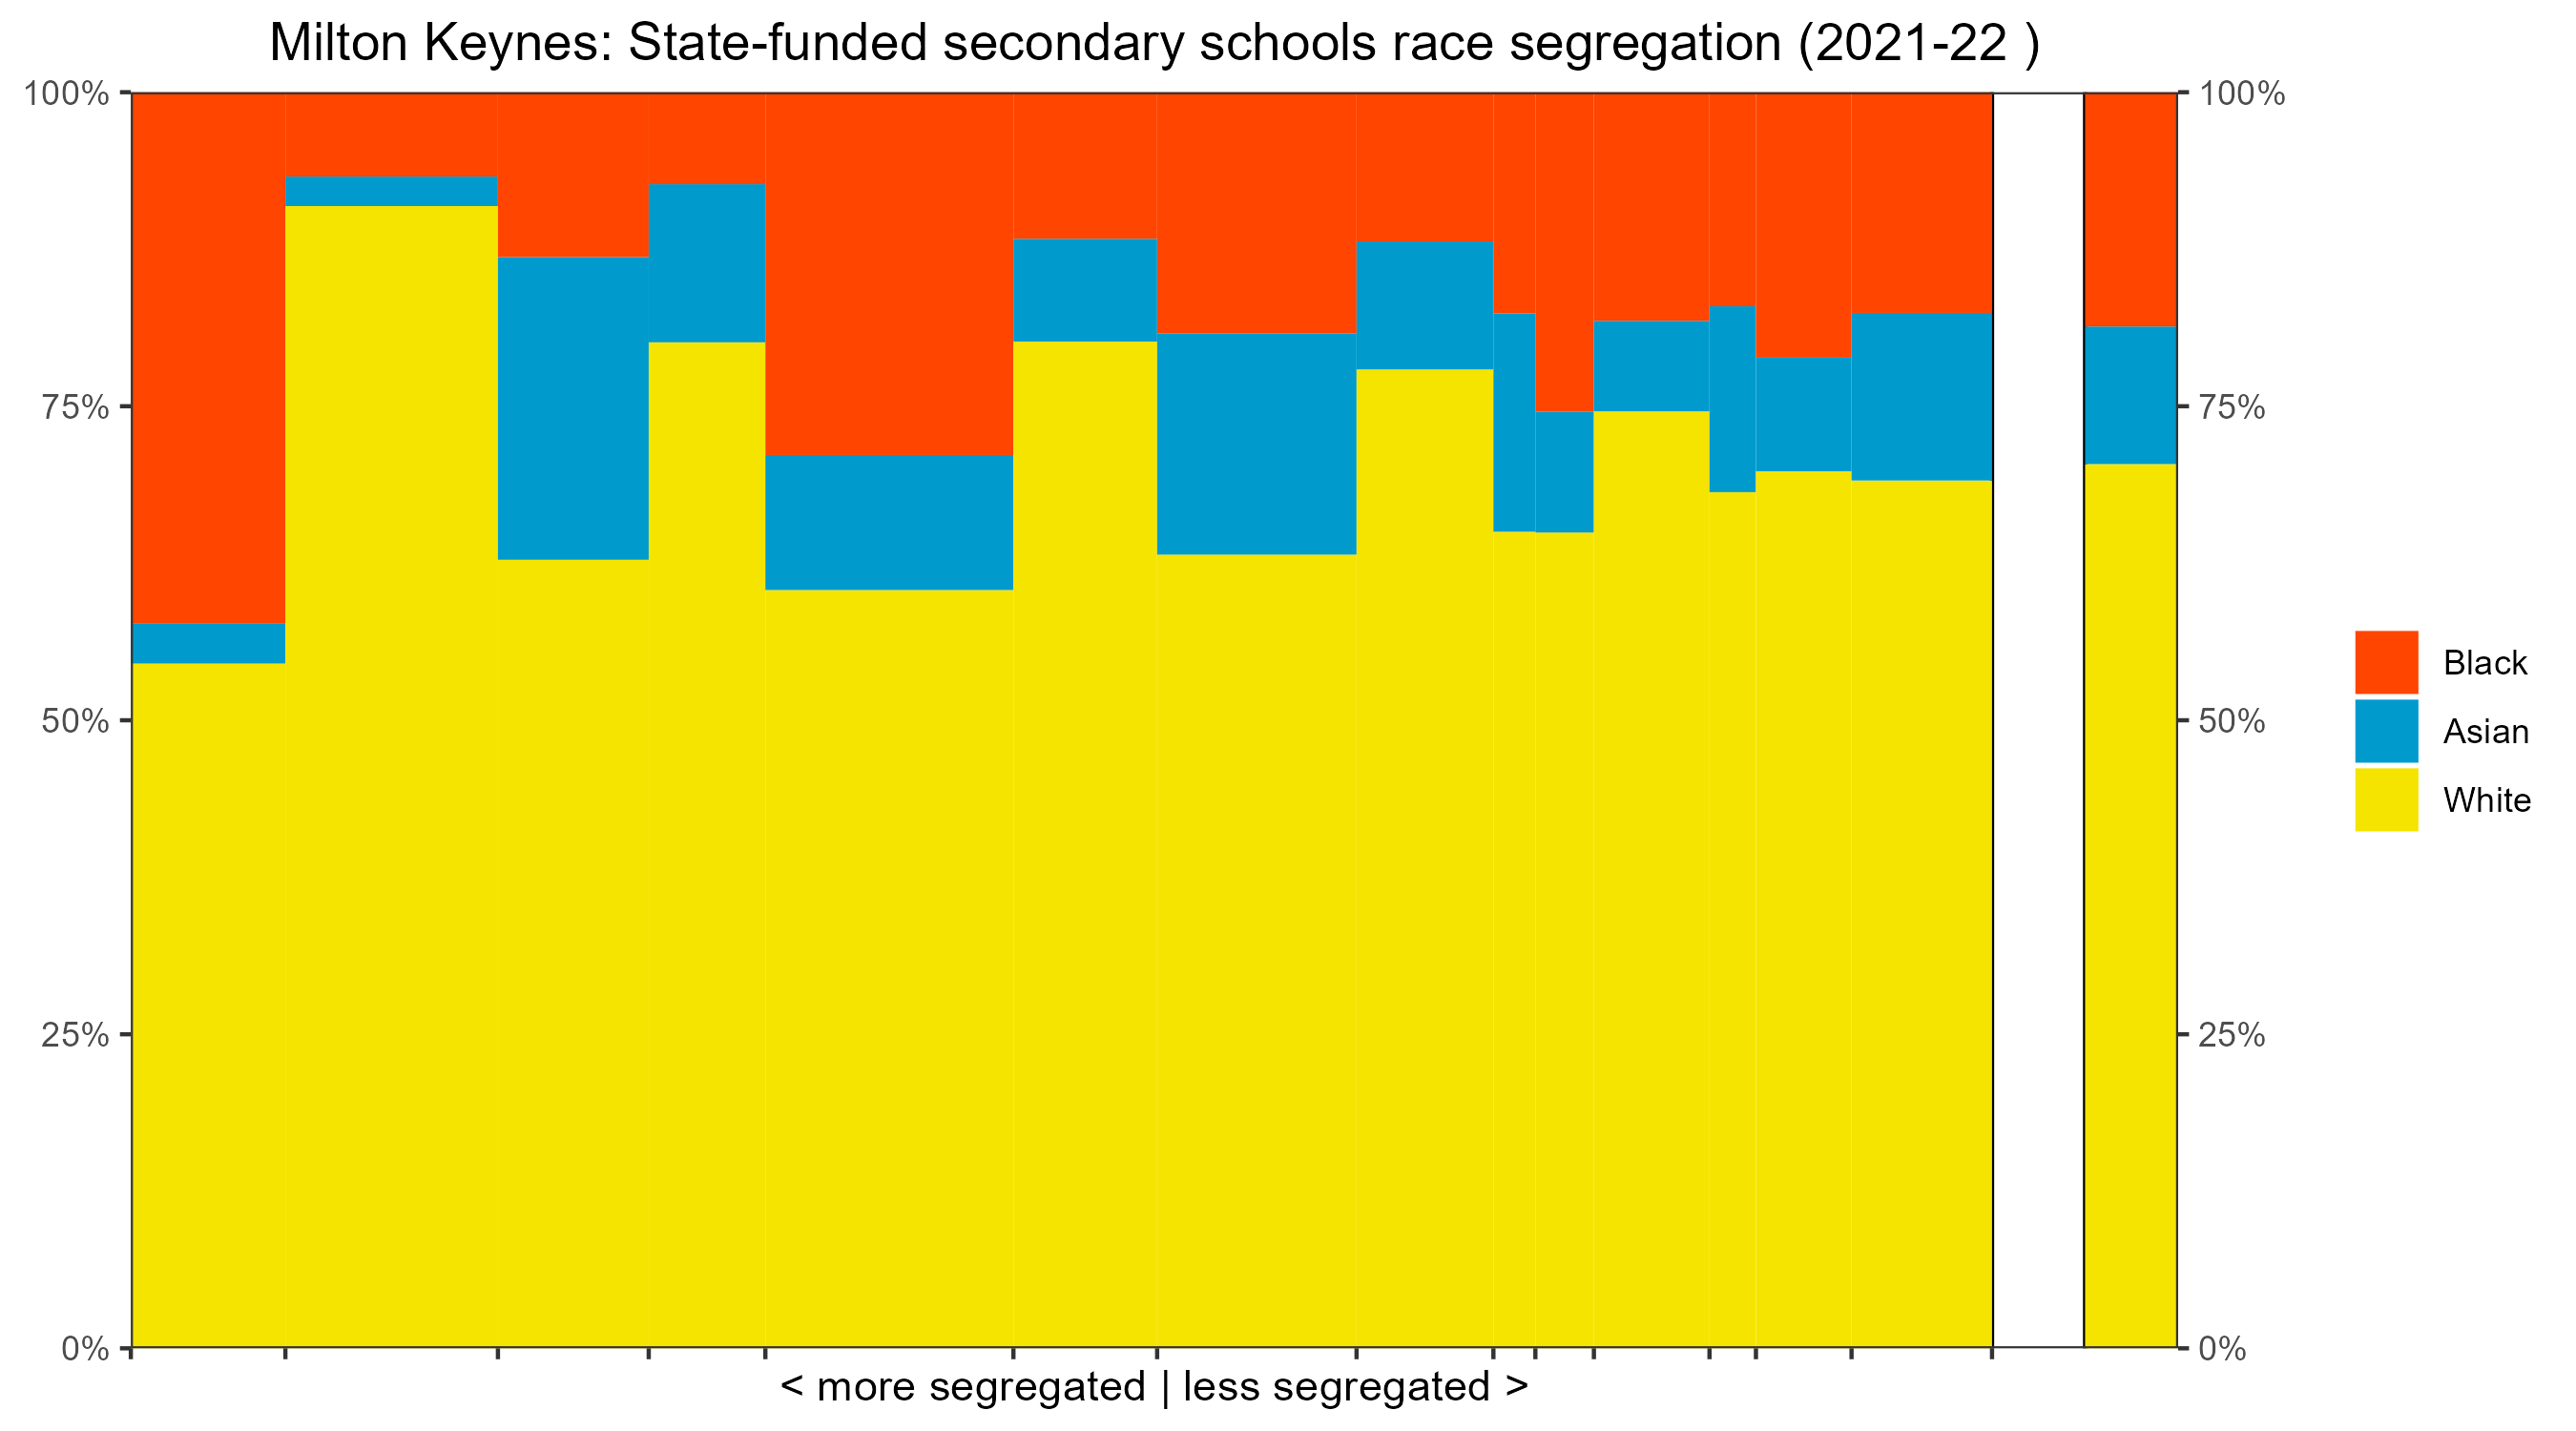 Milton Keynes: State-funded secondary schools race segregation (2021-22 )
100%
75%
50%
25%
0%
100%
75%
50%
25%
0%
< more segregated | less segregated >
Black
Asian
White